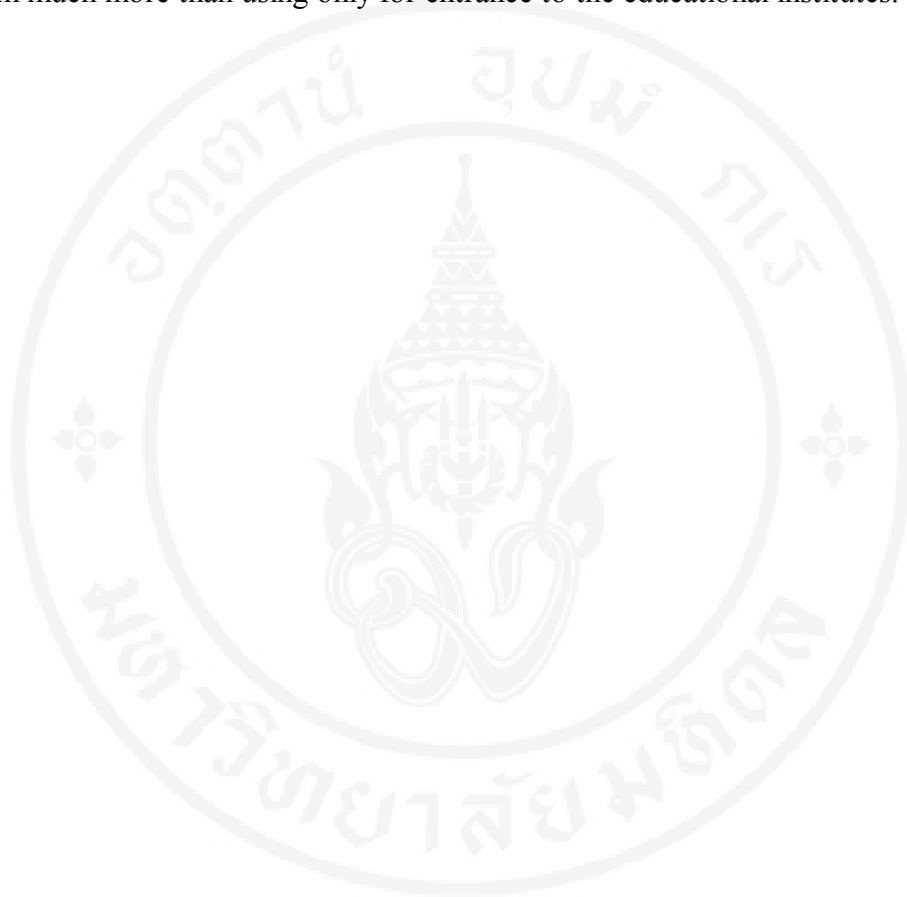 much more than using only for entrance to the educational institutes.
อตฺตานํ อุปมํ กเร
มหาวิทยาลัยมหิดล